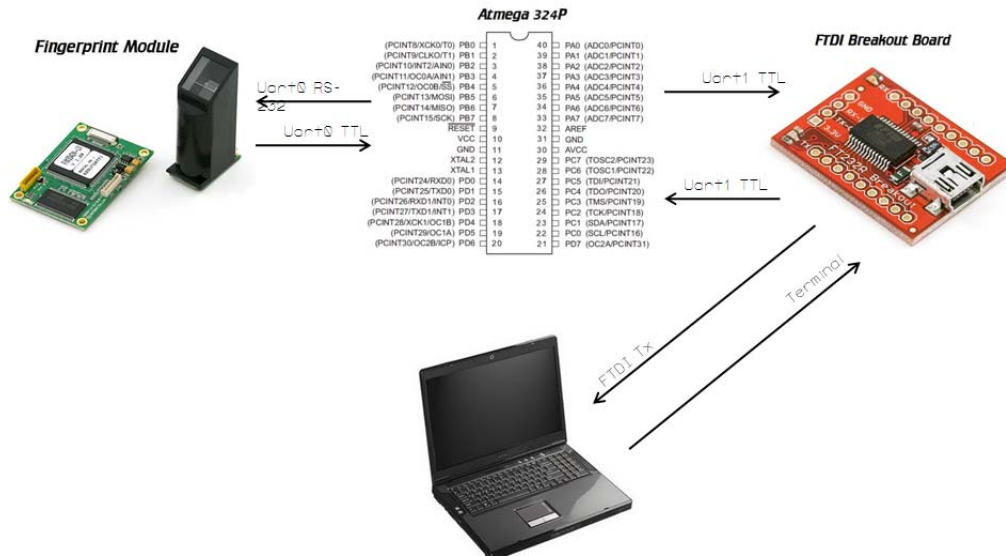 Atmega 324P
Fingerprint Module
FTDI Breakout Board
(PCINT8/XCK0/T0) PB0 1 40 PA0 (ADC0/PCINT0)
(PCINT9/CLKO/T1) PB1 2 39 PA1 (ADC1/PCINT1)
(PCINT10/INT2/AIN0) PB2 3 38 PA2 (ADC2/PCINT2)
(PCINT11/OC0A/AIN1) PB3 4 37 PA3 (ADC3/PCINT3)
(PCINT12/OC0B/SS) PB4 5 36 PA4 (ADC4/PCINT4)
(PCINT13/MOSI) PB5 6 35 PA5 (ADC5/PCINT5)
(PCINT14/MISO) PB6 7 34 PA6 (ADC6/PCINT6)
(PCINT15/SCK) PB7 8 33 PA7 (ADC7/PCINT7)
RESET 9 32 AREF
VCC 10 31 GND
GND 11 30 AVCC
XTAL2 12 29 PC7 (TOSC2/PCINT23)
XTAL1 13 28 PC6 (TOSC1/PCINT22)
(PCINT24/RXD0) PD0 14 27 PC5 (TDI/PCINT21)
(PCINT25/TXD0) PD1 15 26 PC4 (TDO/PCINT20)
(PCINT26/RXD1/INT0) PD2 16 25 PC3 (TMS/PCINT19)
(PCINT27/TXD1/INT1) PD3 17 24 PC2 (TCK/PCINT18)
(PCINT28/XCK1/OC1B) PD4 18 23 PC1 (SDA/PCINT17)
(PCINT29/OC1A) PD5 19 22 PC0 (SCL/PCINT16)
(PCINT30/OC2B/ICP) PD6 20 21 PD7 (OC2A/PCINT31)
Uart0 RS-
232
Uart0 TTL
Uart1 TTL
Uart1 TTL
GND
3.3V
FT232R Breakout
FTDI Tx
Terminal